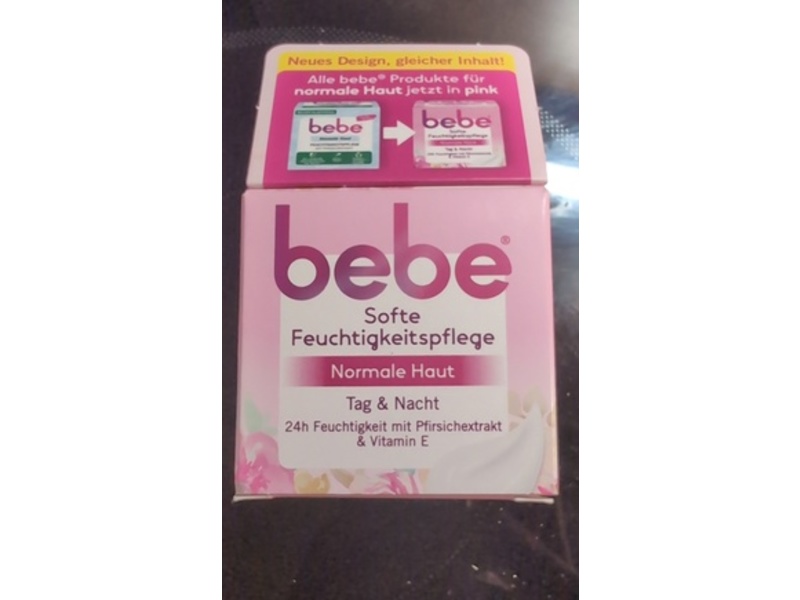 Neues Design, gleicher Inhalt!
Alle bebe® Produkte für
normale Haut jetzt in pink
bebe
bebe
Softe
Feuchtigkeitspflege
Tag & Nacht
bebe®
Softe
Feuchtigkeitspflege
Normale Haut
Tag & Nacht
24h Feuchtigkeit mit Pfirsichextrakt
& Vitamin E